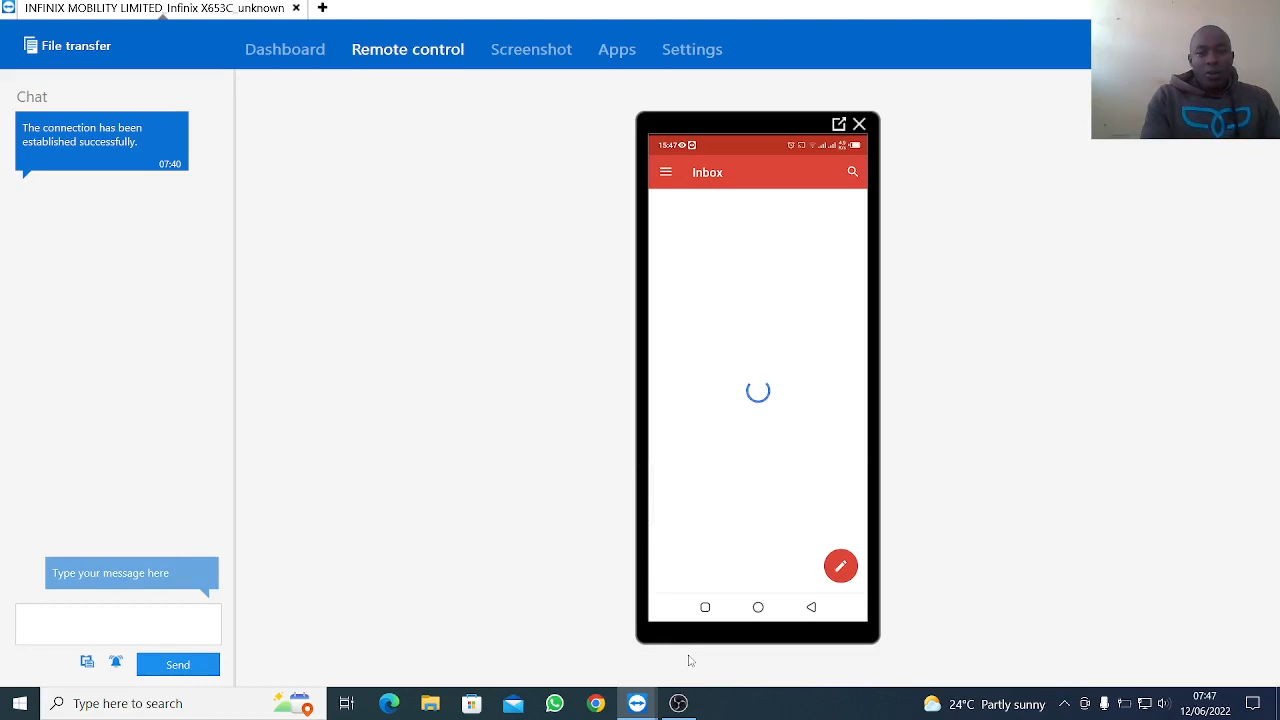 INFINIX MOBILITY LIMITED_Infinix X653C_unknown
File transfer
Dashboard
Remote control
Screenshot
Apps
Settings
Chat
The connection has been
established successfully.
07:40
15:47
Inbox
Type your message here
Send
Type here to search
24°C Partly sunny
07:47
12/06/2022